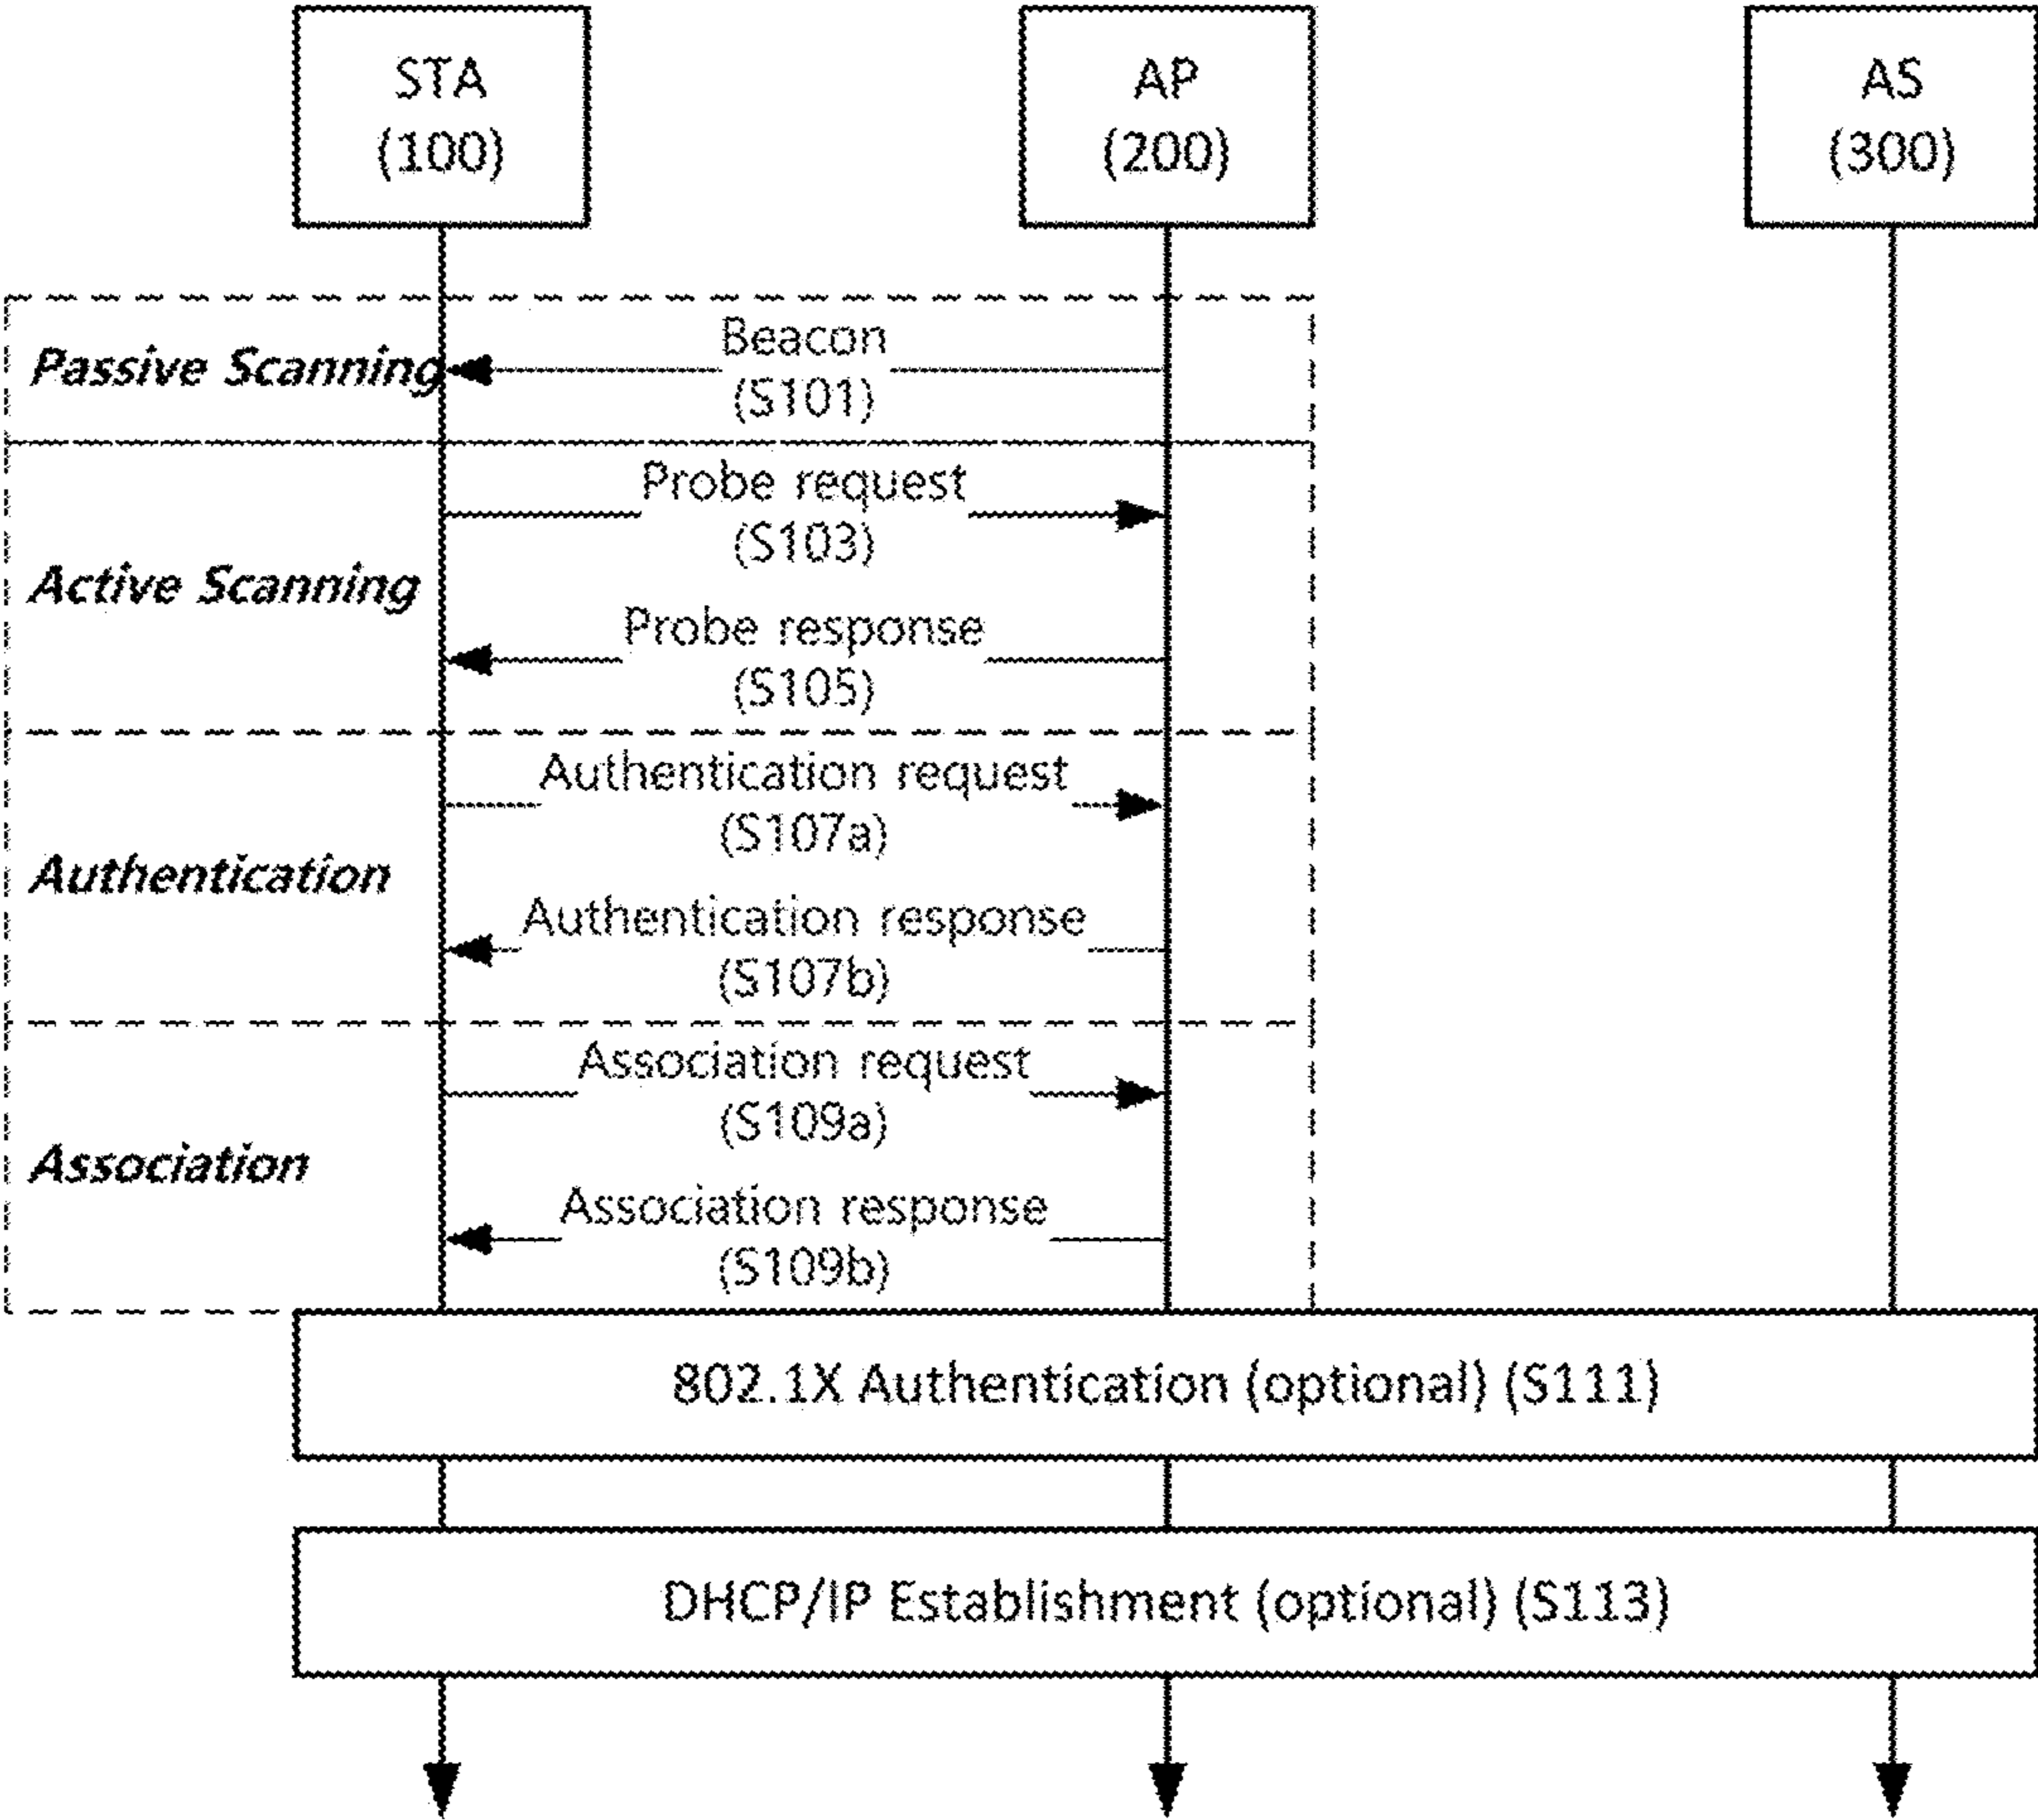 STA
(100)
AP
(200)
AS
(300)
Passive Scanning
Beacon
(S101)
Active Scanning
Probe request
(S103)
Probe response
(S105)
Authentication
Authentication request
(S107a)
Authentication response
(S107b)
Association
Association request
(S109a)
Association response
(S109b)
802.1X Authentication (optional) (S111)
DHCP/IP Establishment (optional) (S113)